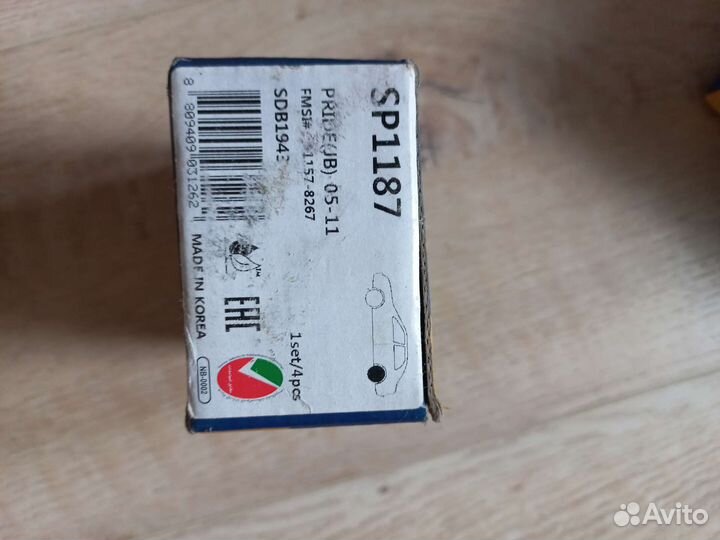 SP1187
PRIDE(JB) 05-11
FMSI# 1157-8267
SDB1943
8 809409 031262
MADE IN KOREA
TM
EAC
1set/4pcs
NB-0002
Avito